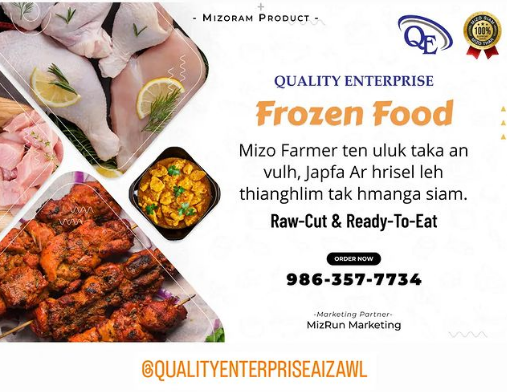 - Mizoram Product -
QE
100%
QUALITY ENTERPRISE
Frozen Food
Mizo Farmer ten uluk taka an
vulh, Japfa Ar hrisel leh
thianghlim tak hmanga siam.
Raw-Cut & Ready-To-Eat
ORDER NOW
986-357-7734
-Marketing Partner-
MizRun Marketing
@QUALITYENTERPRISEAIZAWL